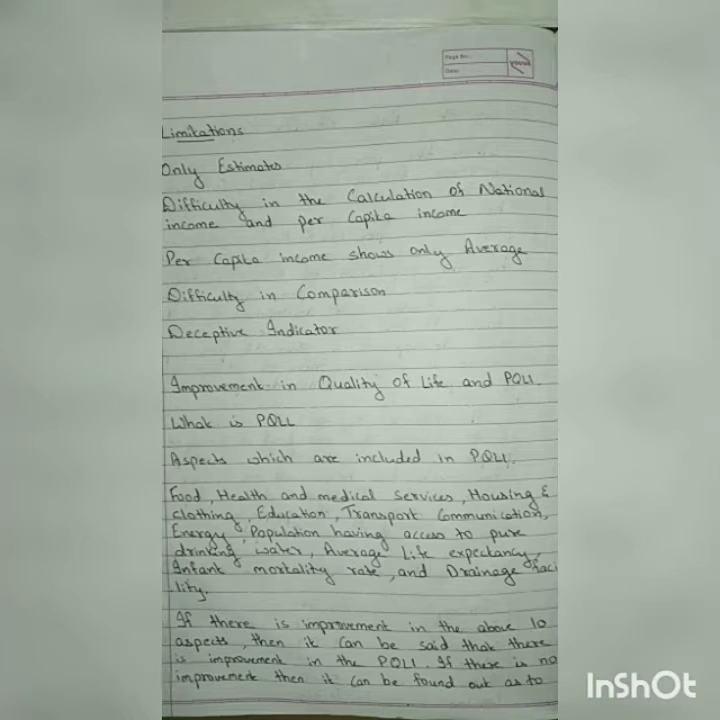 Page No.
Date:
YOUVA
Limitations
Only Estimates
Difficulty in the Calculation of National
income and per Capita income
Per Capita income shows only Average
Difficulty in Comparison
Deceptive Indicator
Improvement in Quality of Life and PQLI.
What is PQLI
Aspects which are included in PQLI.
Food, Health and medical services, Housing &
clothing, Education, Transport Communication,
Energy, Population having access to pure
drinking water, Average Life expectancy,
Infant mortality rate, and Drainage faci
lity.
If there is improvement in the above 10
aspects, then it can be said that there
is improvement in the PQLI. If there is no
improvement then it can be found out as to
InShOt